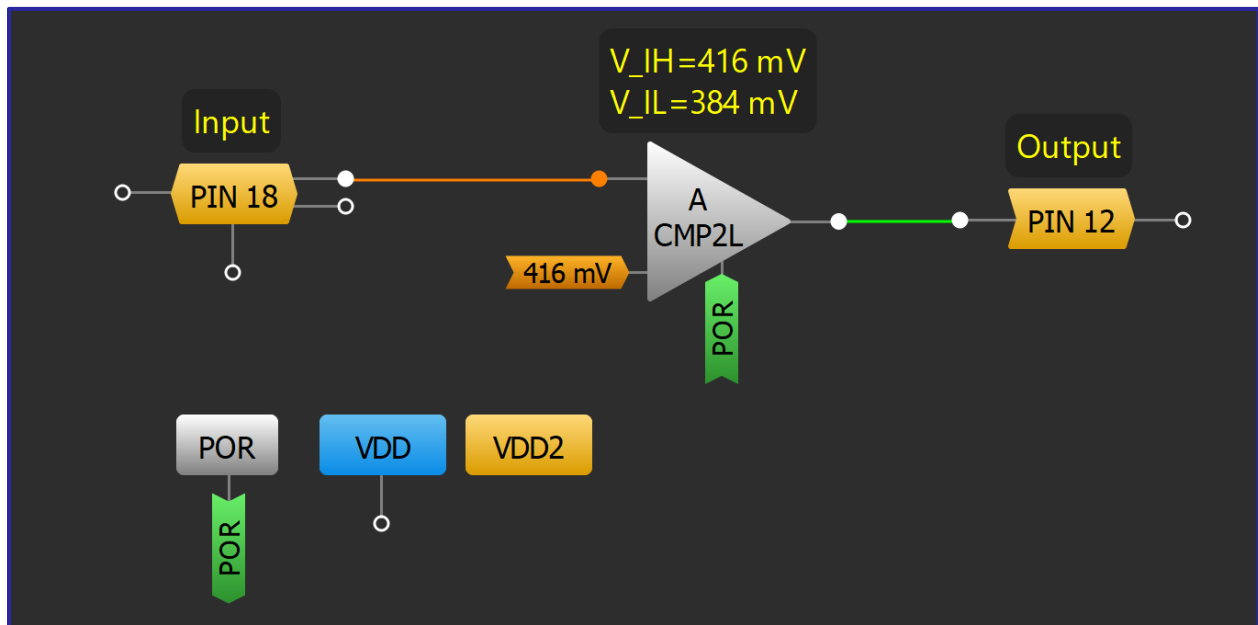 V_IH=416 mV
V_IL=384 mV
Input
Output
PIN 18
A
CMP2L
PIN 12
416 mV
POR
POR
VDD
VDD2
POR